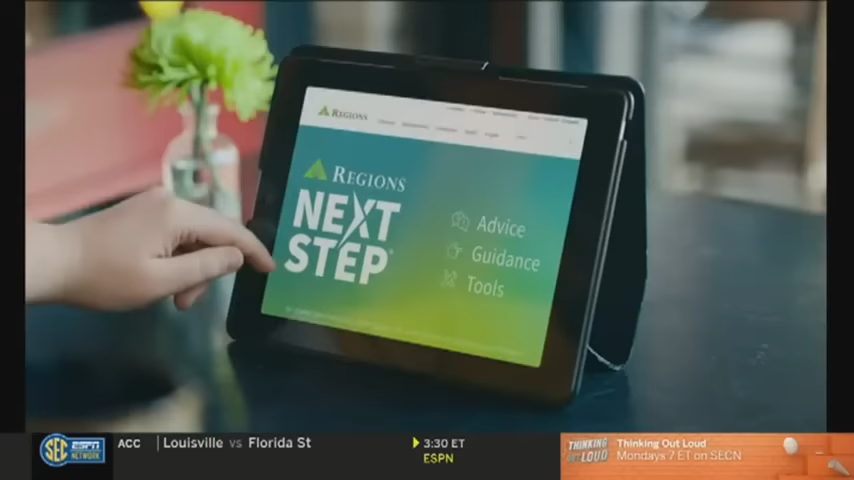 REGIONS
REGIONS
NEXT
STEP
Advice
Guidance
Tools
SEC ESPN
NETWORK
ACC Louisville vs Florida St
3:30 ET
ESPN
THINKING
OUT LOUD
Thinking Out Loud
Mondays 7 ET on SECN